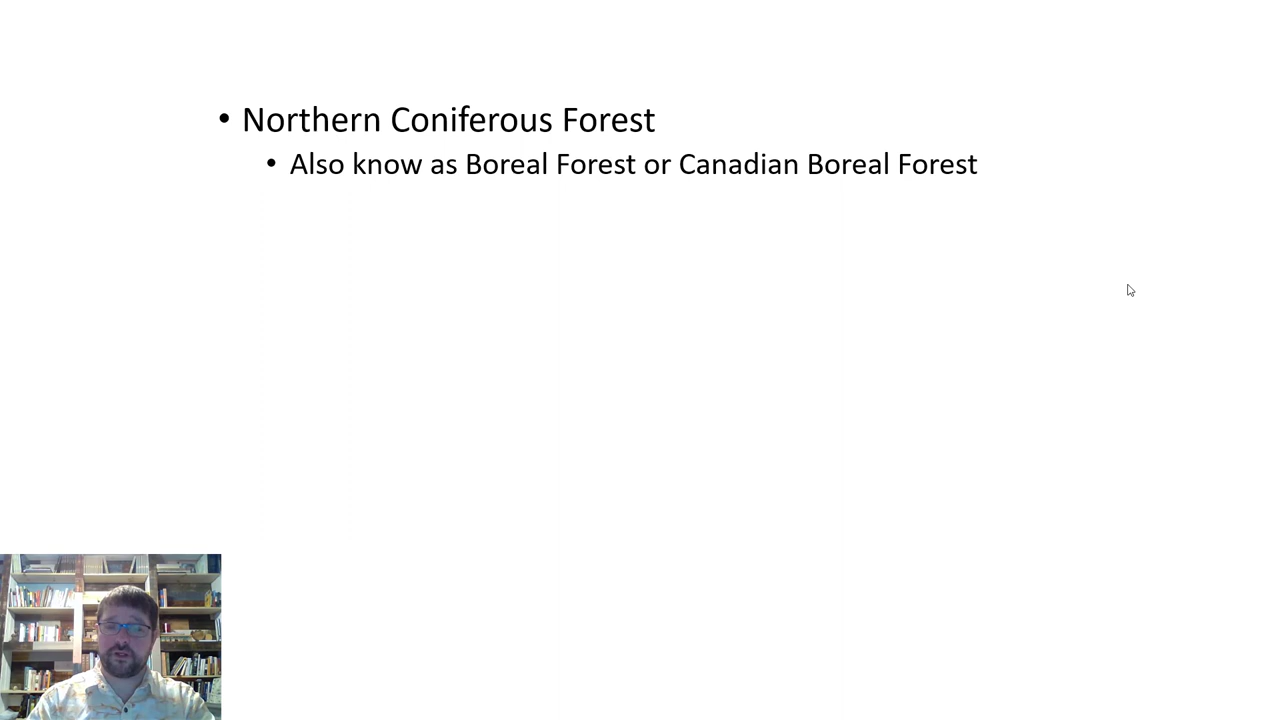 • Northern Coniferous Forest
• Also know as Boreal Forest or Canadian Boreal Forest